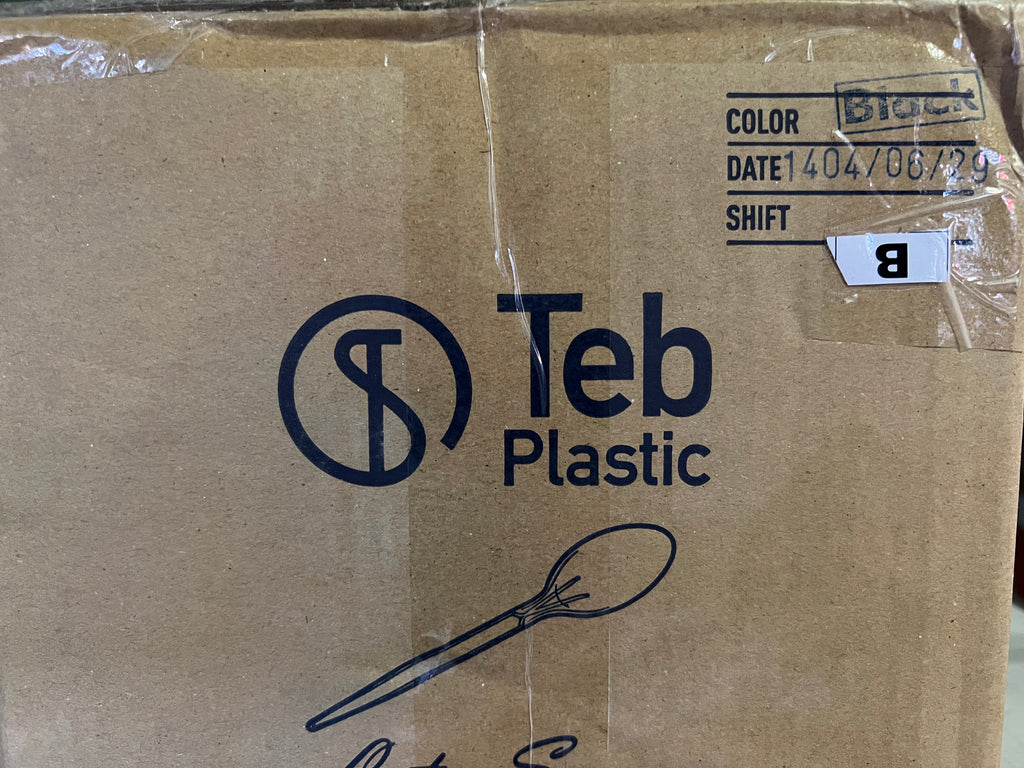 COLOR Black
DATE 1404/06/29
SHIFT B
Teb
Plastic